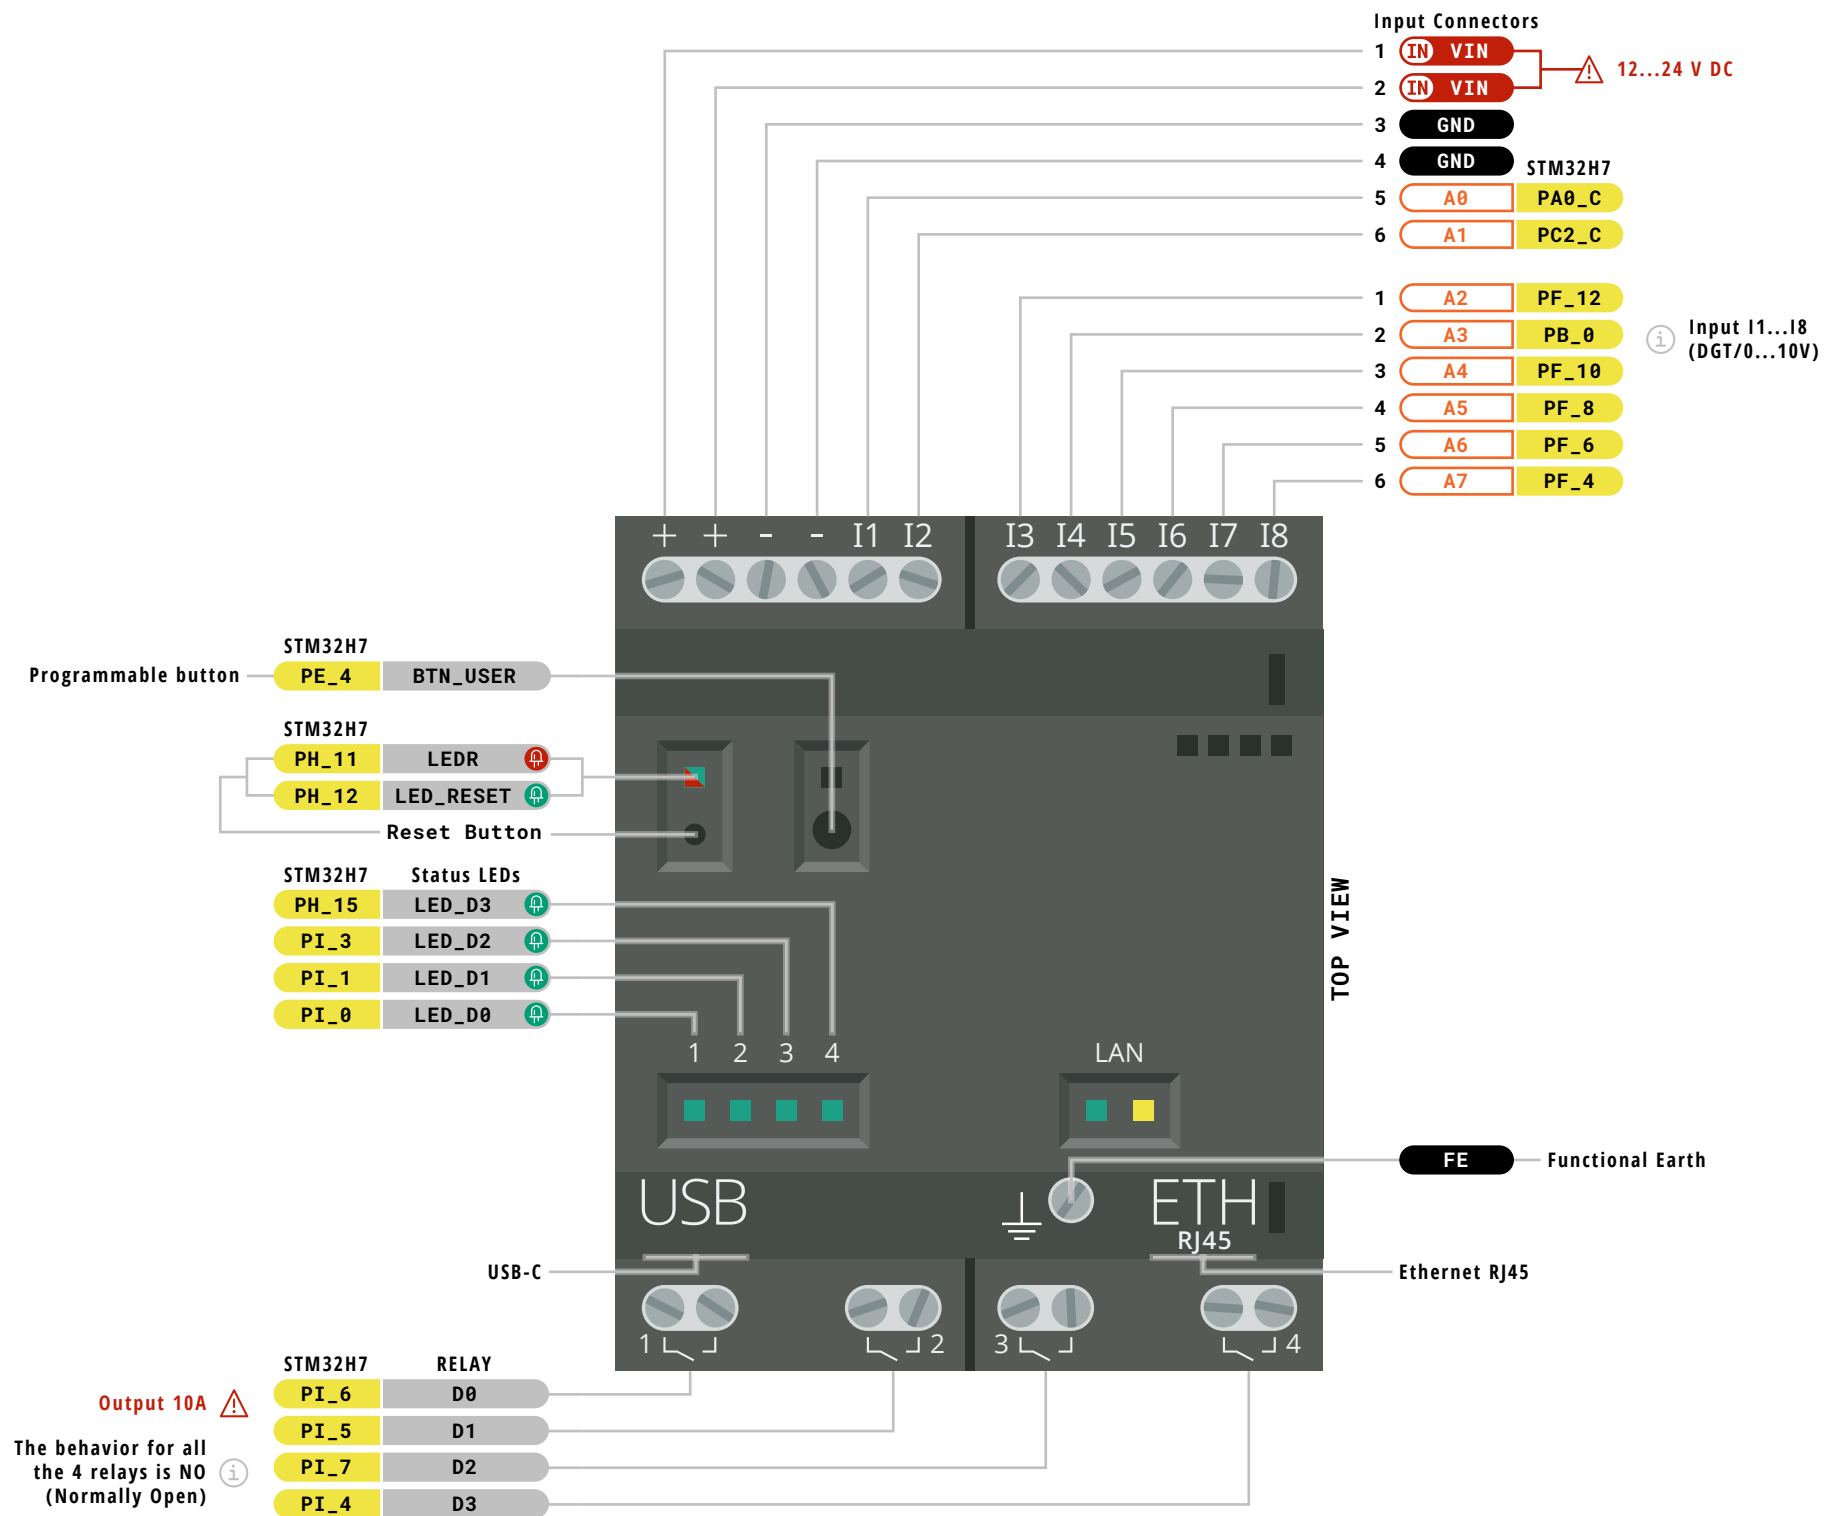 Input Connectors
1 IN VIN
12...24 V DC
2 IN VIN
3 GND
4 GND
STM32H7
5 A0 PA0_C
6 A1 PC2_C
1 A2 PF_12
2 A3 PB_0
Input I1...I8
(DGT/0...10V)
3 A4 PF_10
4 A5 PF_8
5 A6 PF_6
6 A7 PF_4
+ + - - I1 I2 I3 I4 I5 I6 I7 I8
STM32H7
Programmable button PE_4 BTN_USER
STM32H7
PH_11 LEDR
PH_12 LED_RESET
Reset Button
STM32H7 Status LEDs
PH_15 LED_D3
PI_3 LED_D2
PI_1 LED_D1
PI_0 LED_D0
TOP VIEW
1 2 3 4 LAN
FE Functional Earth
USB ETH
RJ45
USB-C
Ethernet RJ45
1 2 3 4
STM32H7 RELAY
Output 10A
PI_6 D0
PI_5 D1
The behavior for all
the 4 relays is NO
(Normally Open)
PI_7 D2
PI_4 D3